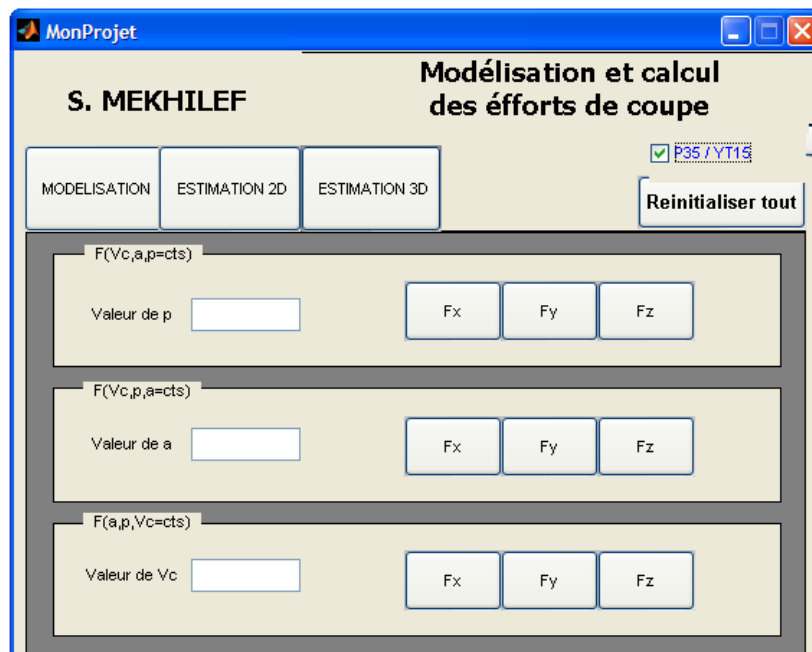 MonProjet
S. MEKHILEF
Modélisation et calcul
des éfforts de coupe
P35 / YT15
MODELISATION
ESTIMATION 2D
ESTIMATION 3D
Reinitialiser tout
F(Vc,a,p=cts)
Valeur de p
Fx
Fy
Fz
F(Vc,p,a=cts)
Valeur de a
Fx
Fy
Fz
F(a,p,Vc=cts)
Valeur de Vc
Fx
Fy
Fz